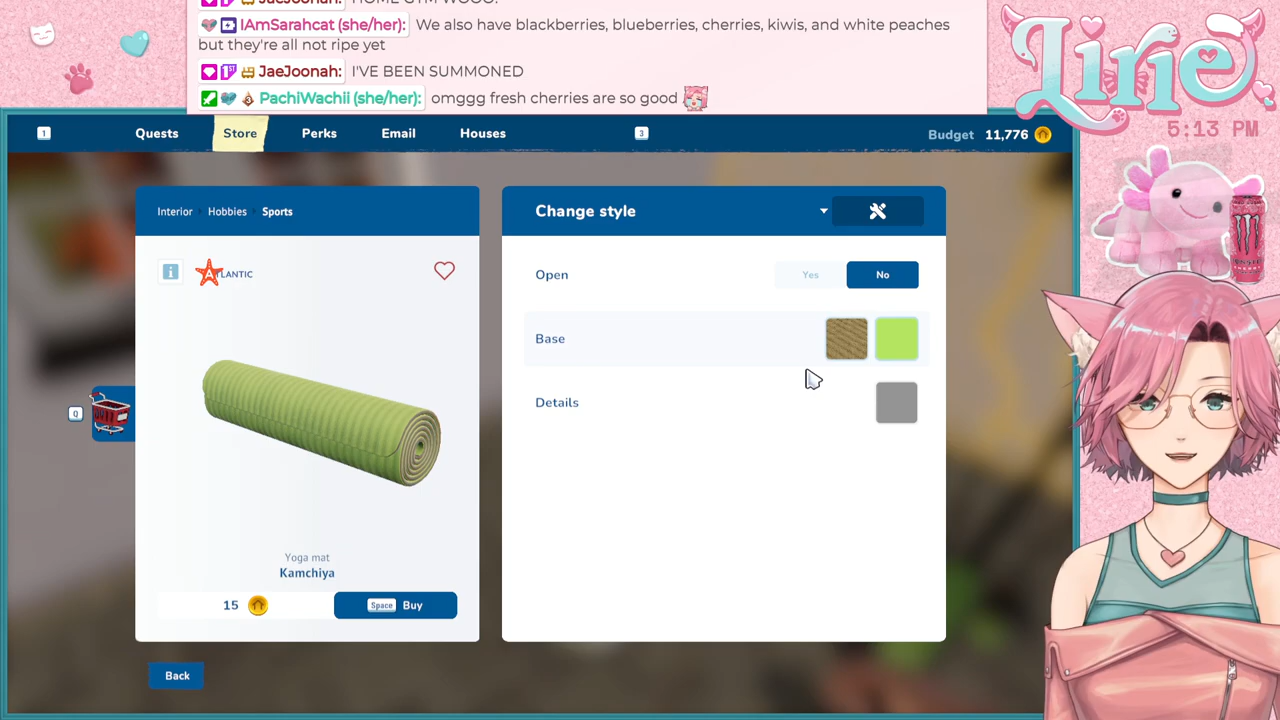 IAmSarahcat (she/her): We also have blackberries, blueberries, cherries, kiwis, and white peaches
but they're all not ripe yet
JaeJoonah: I'VE BEEN SUMMONED
PachiWachii (she/her): omggg fresh cherries are so good
Lirie
5:13 PM
1 Quests Store Perks Email Houses 3 Budget 11,776
Interior Hobbies Sports
ATLANTIC
Q
Yoga mat
Kamchiya
15 Space Buy
Back
Change style
Open Yes No
Base
Details